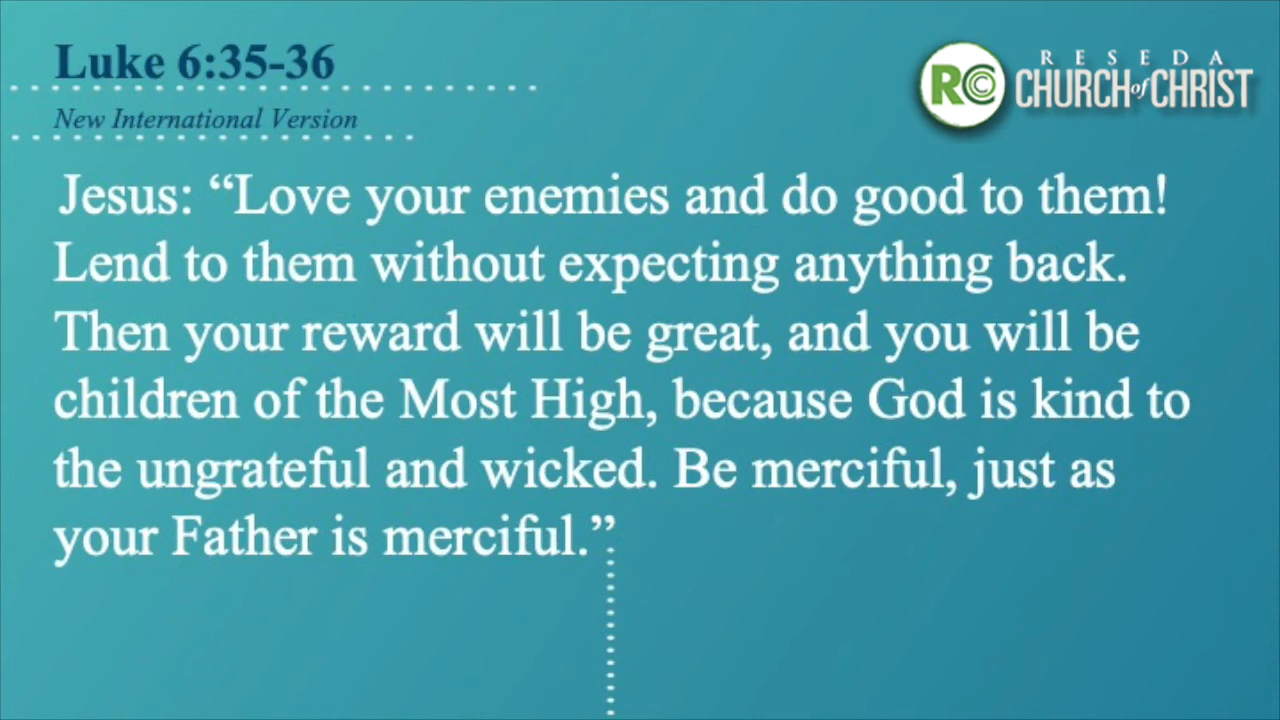 Luke 6:35-36
New International Version
RCC
RESEDA
CHURCH of CHRIST
Jesus: “Love your enemies and do good to them!
Lend to them without expecting anything back.
Then your reward will be great, and you will be
children of the Most High, because God is kind to
the ungrateful and wicked. Be merciful, just as
your Father is merciful.”